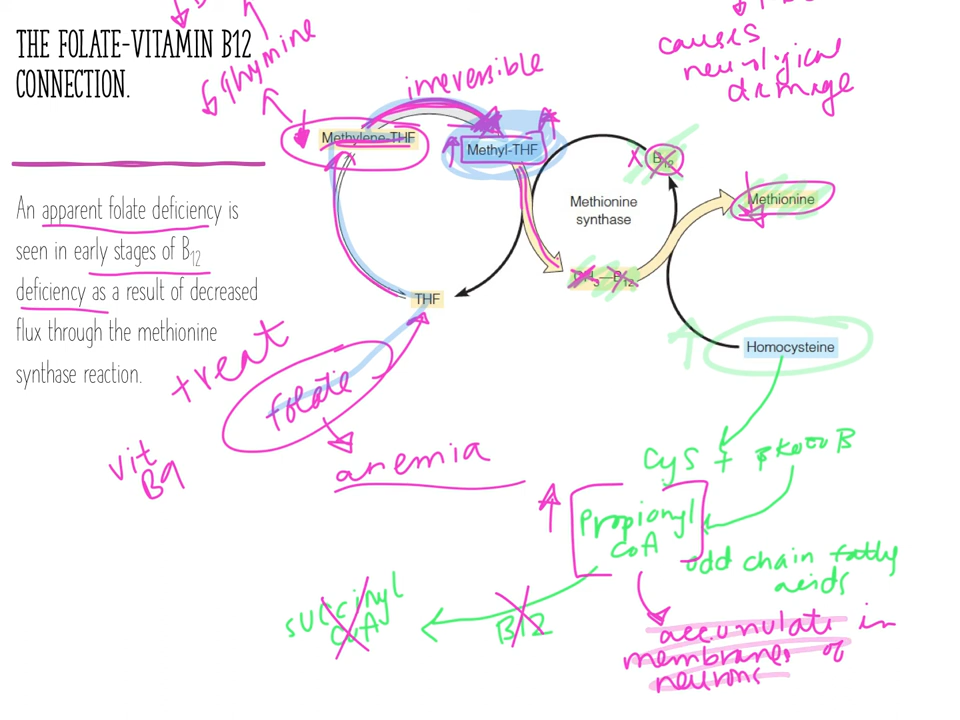 THE FOLATE-VITAMIN B12
CONNECTION.
An apparent folate deficiency is
seen in early stages of B12
deficiency as a result of decreased
flux through the methionine
synthase reaction.
thymine
irreversible
causes
neurological
damage
Methylene-THF
Methyl-THF
B12
Methionine
synthase
Methionine
CH3—B12
THF
Homocysteine
treat
folate
vit
B9
anemia
Cys + αketo B
Propionyl
CoA
odd chain fatty
acids
succinyl
CoA
B12
accumulate in
membranes of
neurons